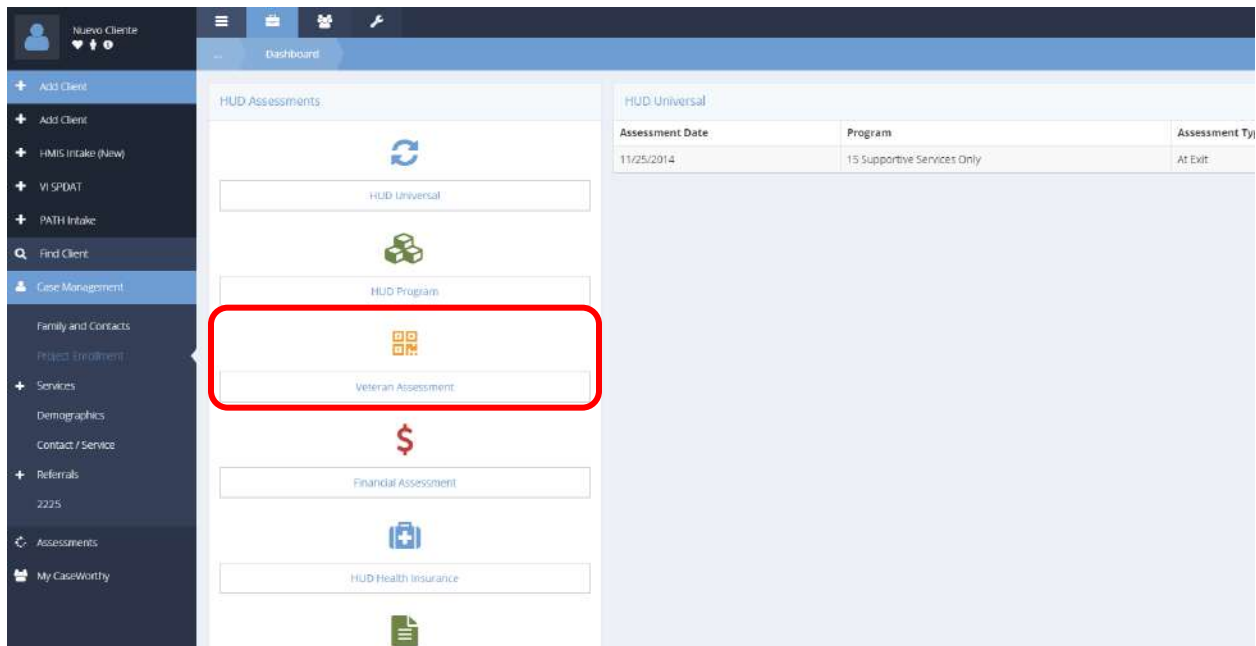 Nuevo Cliente
... Dashboard
+ Add Client
+ Add Client
+ HMIS Intake (New)
+ VI SPDAT
+ PATH Intake
Find Client
Case Management
Family and Contacts
Project Enrollment
+ Services
Demographics
Contact / Service
+ Referrals
2225
Assessments
My CaseWorthy
HUD Assessments
HUD Universal
HUD Program
Veteran Assessment
Financial Assessment
HUD Health Insurance
HUD Universal
Assessment Date Program Assessment Typ
11/25/2014 15 Supportive Services Only At Exit